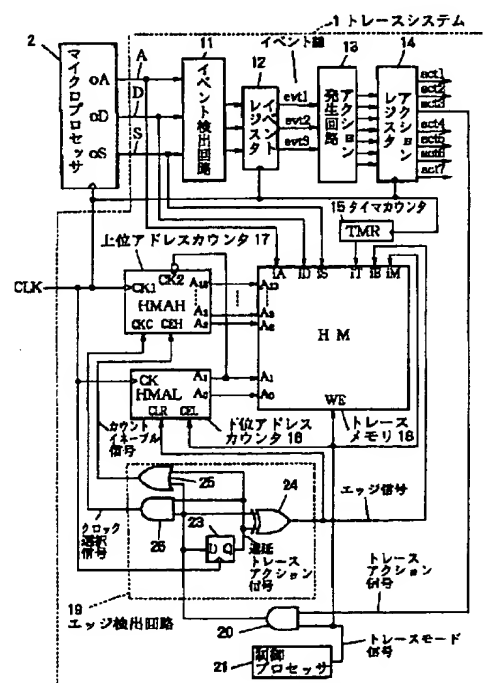 1 トレースシステム
2
マイクロプロセッサ
oA
oD
oS
A
D
S
11
イベント検出回路
12
イベントレジスタ
イベント線
evt1
evt2
evt3
13
アクション発生回路
14
アクションレジスタ
act1
act2
act3
act4
act5
act6
act7
15 タイマカウンタ
TMR
上位アドレスカウンタ 17
CLK
CK1
CK2
HMAH
CKC CEH
A13
A3
A2
IA ID IS IT IE IM
A13
A3
A2
HM
A1
A0
WE
CK
HMAL
CLR CEL
A1
A0
カウントイネーブル信号
下位アドレスカウンタ 16
トレースメモリ 18
クロック選択信号
25
26
23
D Q
24
遅延トレースアクション信号
エッジ信号
トレースアクション信号
19
エッジ検出回路
20
トレースモード信号
21
制御プロセッサ